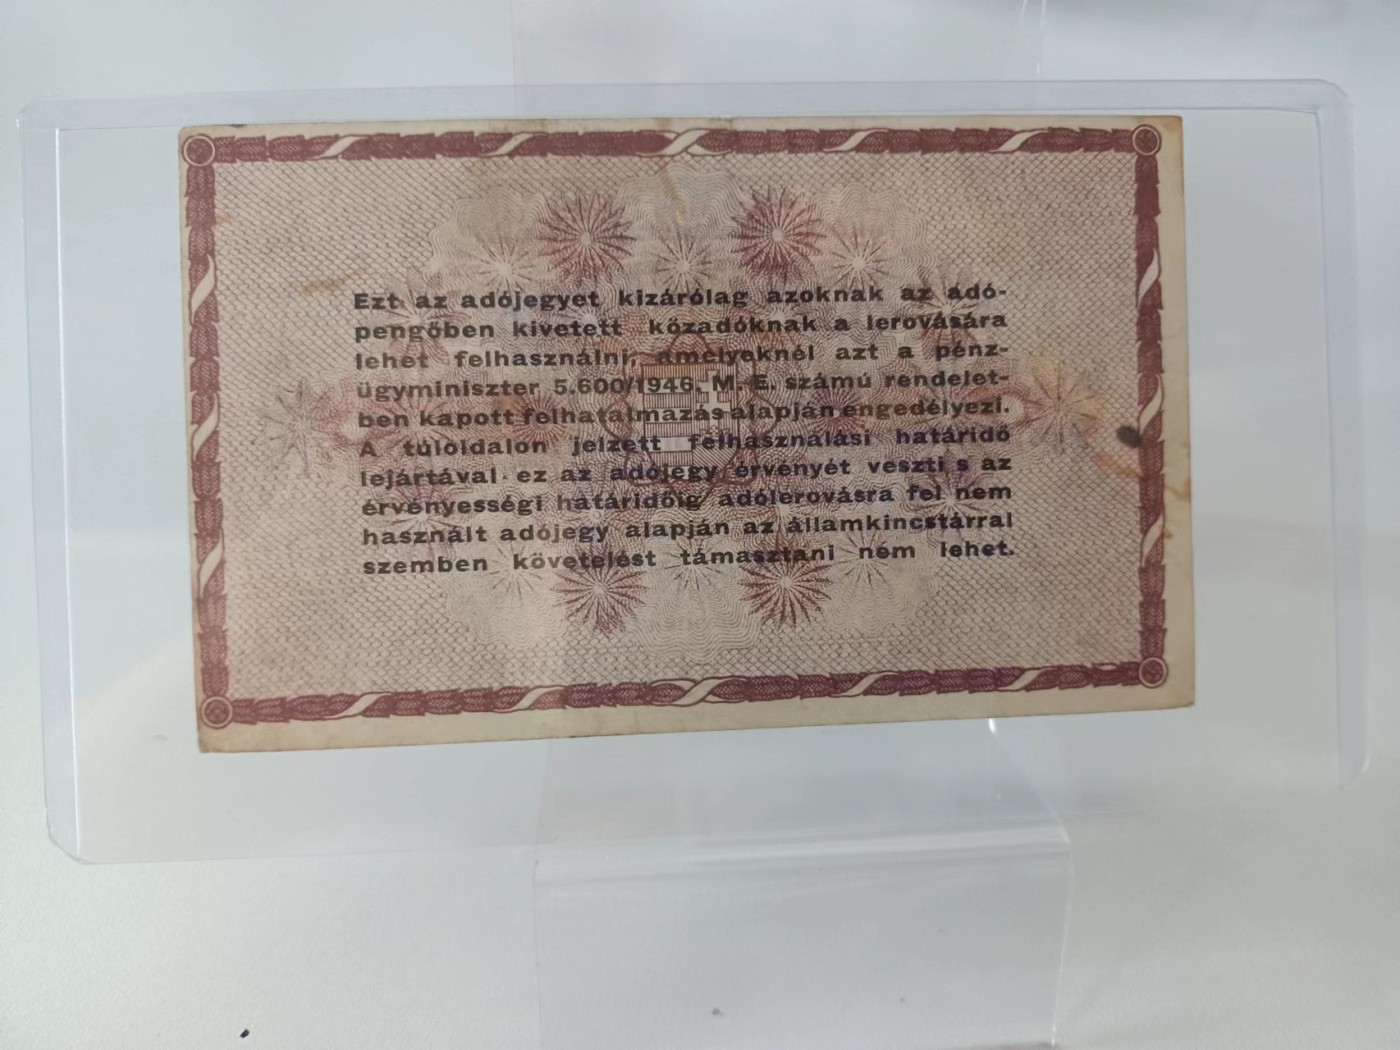 Ezt az adójegyet kizárólag azoknak az adó-
pengőben kivetett közadóknak a lerovására
lehet felhasználni, amelyeknél azt a pénz-
ügyminiszter 5.600/1946. M. E. számú rendelet-
ben kapott felhatalmazás alapján engedélyezi.
A túloldalon jelzett felhasználási határidő
lejártával ez az adójegy érvényét veszti s az
érvényességi határidőig adólerovásra fel nem
használt adójegy alapján az államkincstárral
szemben követelést támasztani nem lehet.